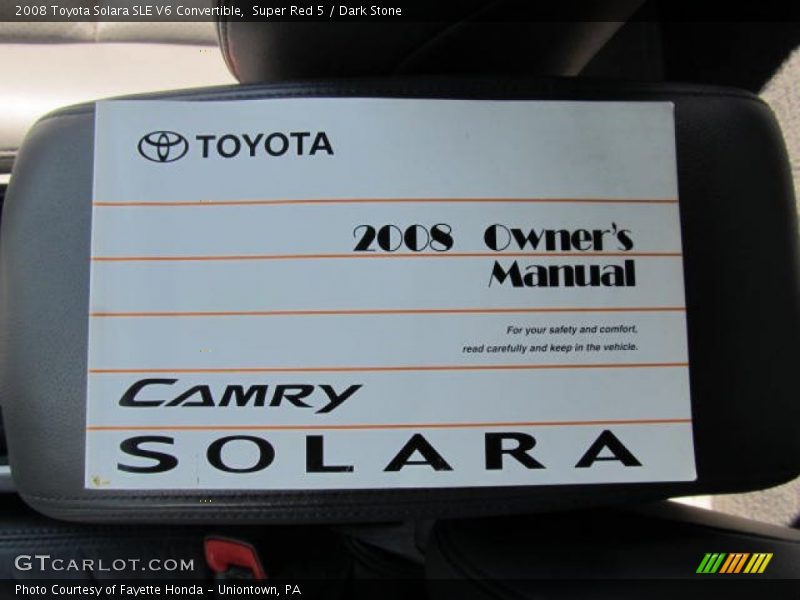 2008 Toyota Solara SLE V6 Convertible,  Super Red 5 / Dark Stone
TOYOTA
2008 Owner's
Manual
For your safety and comfort,
read carefully and keep in the vehicle.
CAMRY
SOLARA
GTCARLOT.COM
Photo Courtesy of Fayette Honda - Uniontown, PA